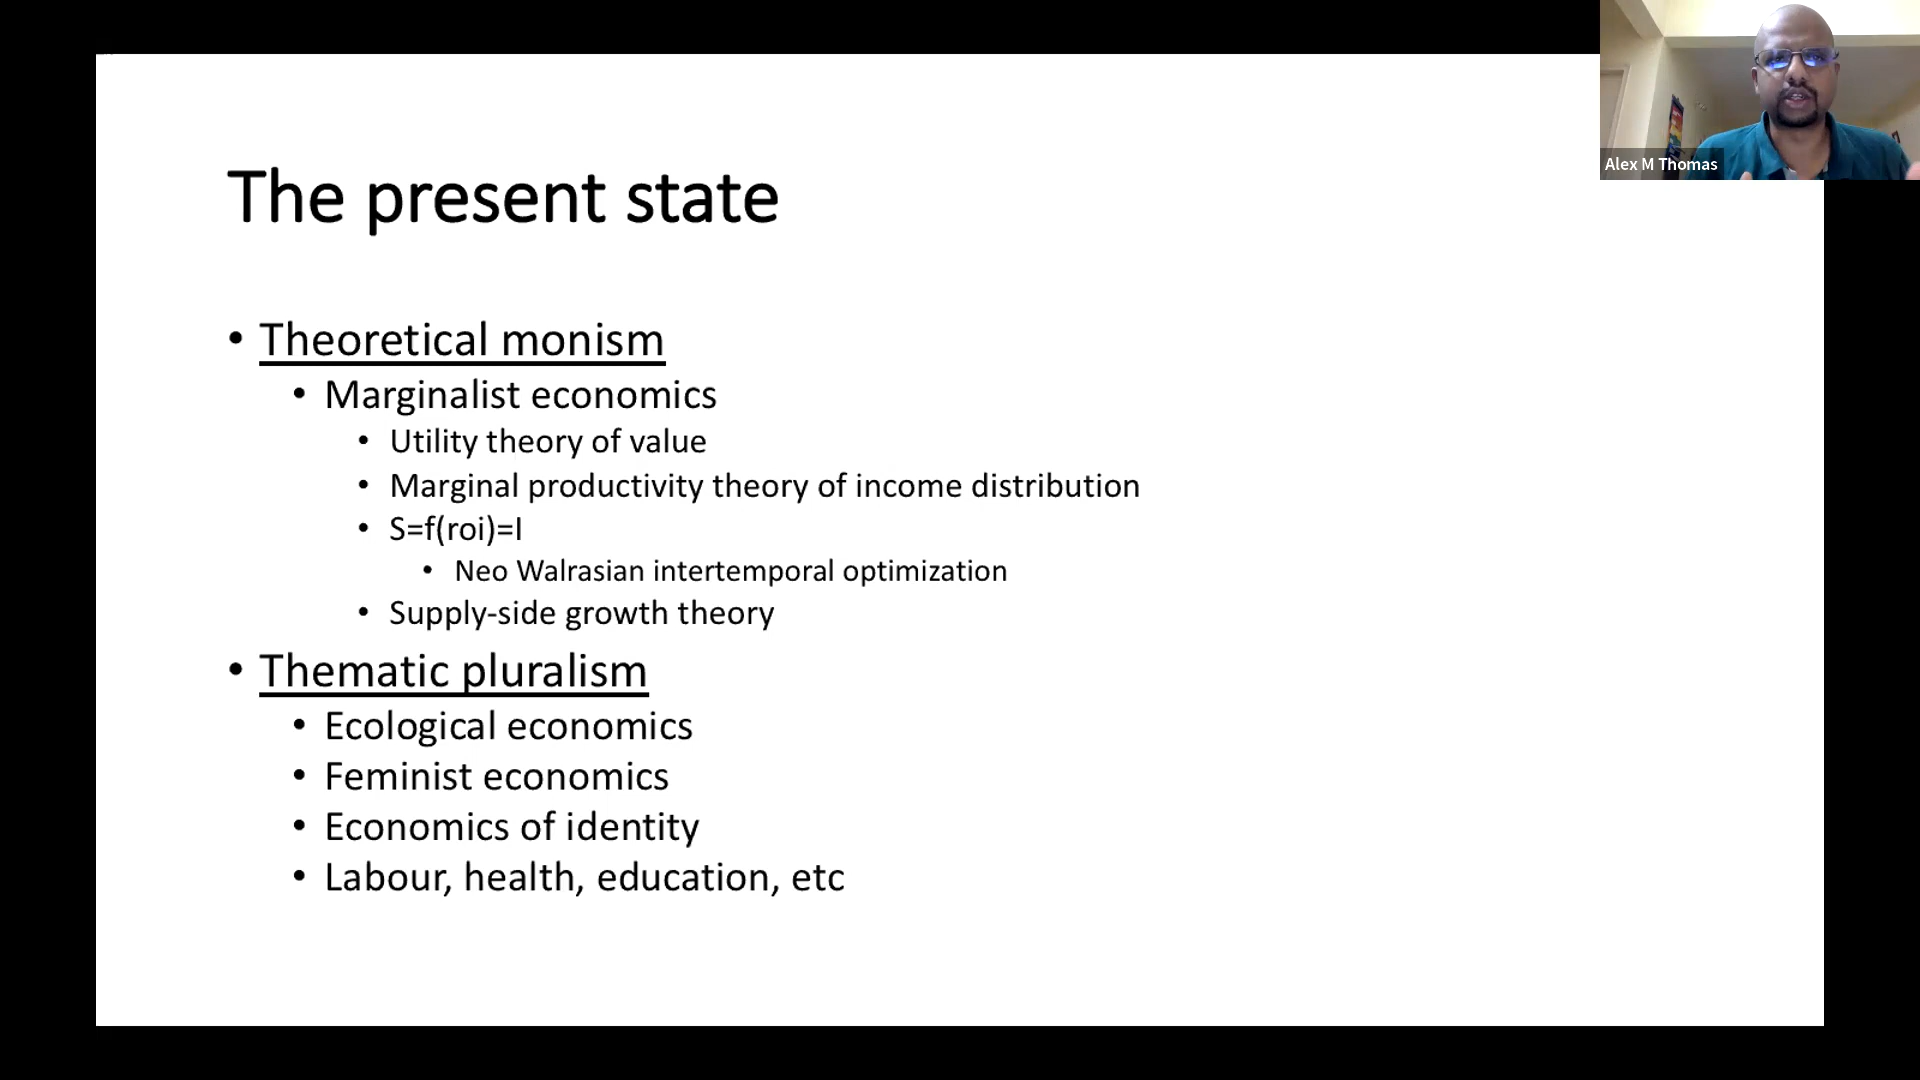 The present state
• Theoretical monism
• Marginalist economics
• Utility theory of value
• Marginal productivity theory of income distribution
• S=f(roi)=I
• Neo Walrasian intertemporal optimization
• Supply-side growth theory
• Thematic pluralism
• Ecological economics
• Feminist economics
• Economics of identity
• Labour, health, education, etc
Alex M Thomas